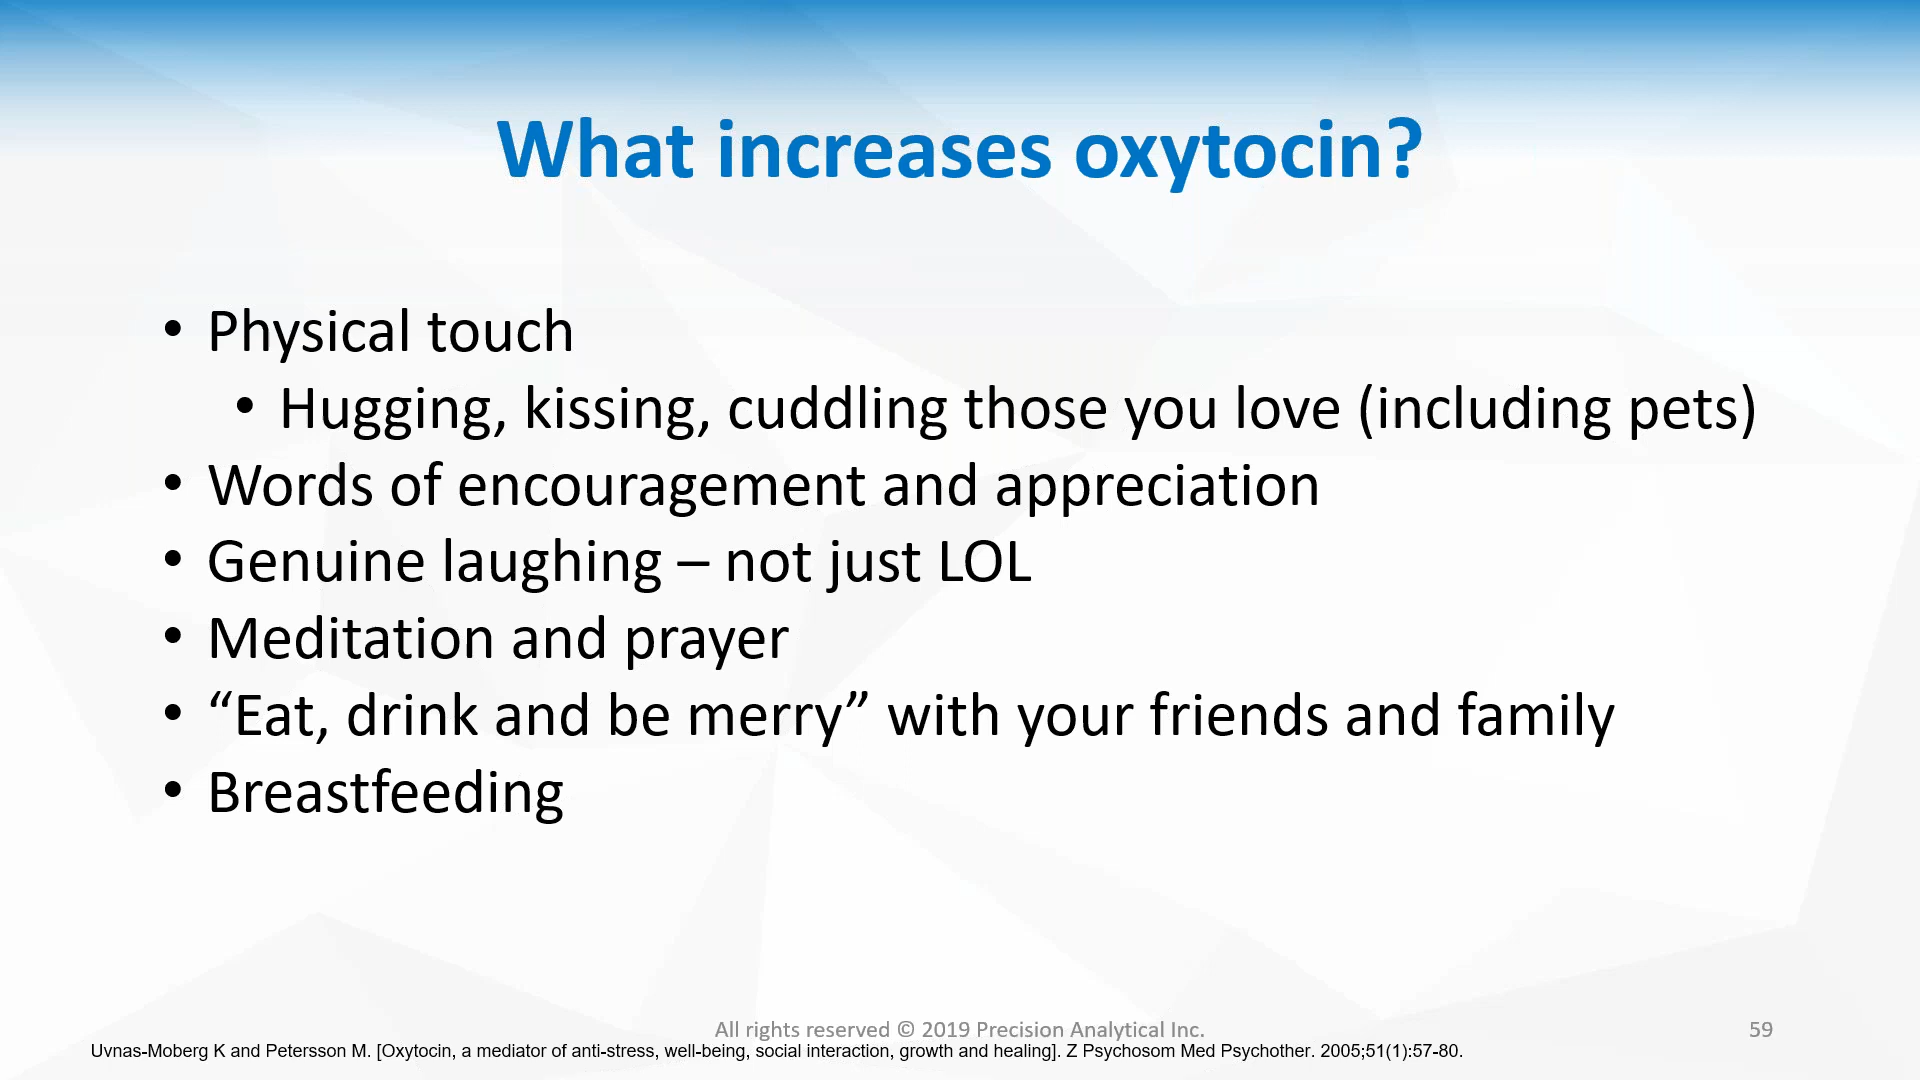 What increases oxytocin?
• Physical touch
• Hugging, kissing, cuddling those you love (including pets)
• Words of encouragement and appreciation
• Genuine laughing – not just LOL
• Meditation and prayer
• “Eat, drink and be merry” with your friends and family
• Breastfeeding
All rights reserved © 2019 Precision Analytical Inc.
59
Uvnas-Moberg K and Petersson M. [Oxytocin, a mediator of anti-stress, well-being, social interaction, growth and healing]. Z Psychosom Med Psychother. 2005;51(1):57-80.